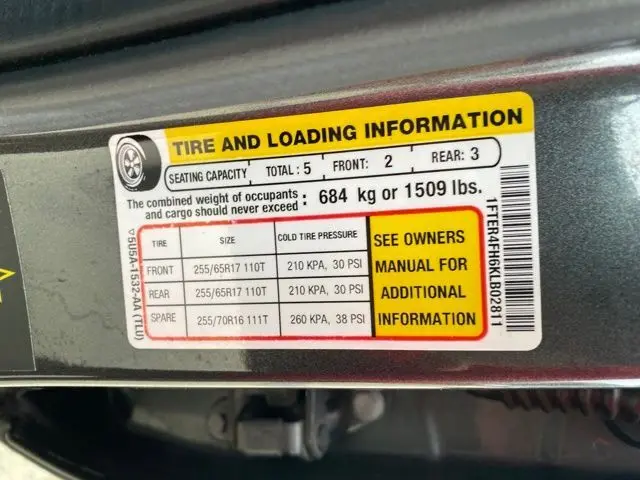 TIRE AND LOADING INFORMATION
SEATING CAPACITY TOTAL: 5 FRONT: 2 REAR: 3
The combined weight of occupants and cargo should never exceed : 684 kg or 1509 lbs.
TIRE SIZE COLD TIRE PRESSURE
FRONT 255/65R17 110T 210 KPA, 30 PSI
REAR 255/65R17 110T 210 KPA, 30 PSI
SPARE 255/70R16 111T 260 KPA, 38 PSI
SEE OWNERS
MANUAL FOR
ADDITIONAL
INFORMATION
5U5A-1532-AA (TLU)
1FTER4FH6KLB02811